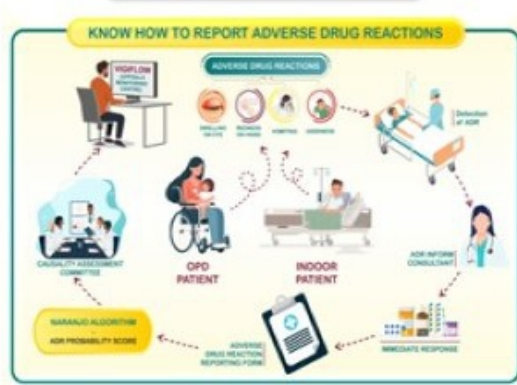 KNOW HOW TO REPORT ADVERSE DRUG REACTIONS
ADVERSE DRUG REACTIONS
VIGIFLOW
SWELLING
REDNESS
VOMITING
Detection
of ADR
CAUSALITY ASSESSMENT
COMMITTEE
OPD
PATIENT
INDOOR
PATIENT
ADR INFORM
CONSULTANT
NARANJO ALGORITHM
ADR PROBABILITY SCORE
ADVERSE
DRUG REACTION
REPORTING FORM
IMMEDIATE RESPONSE